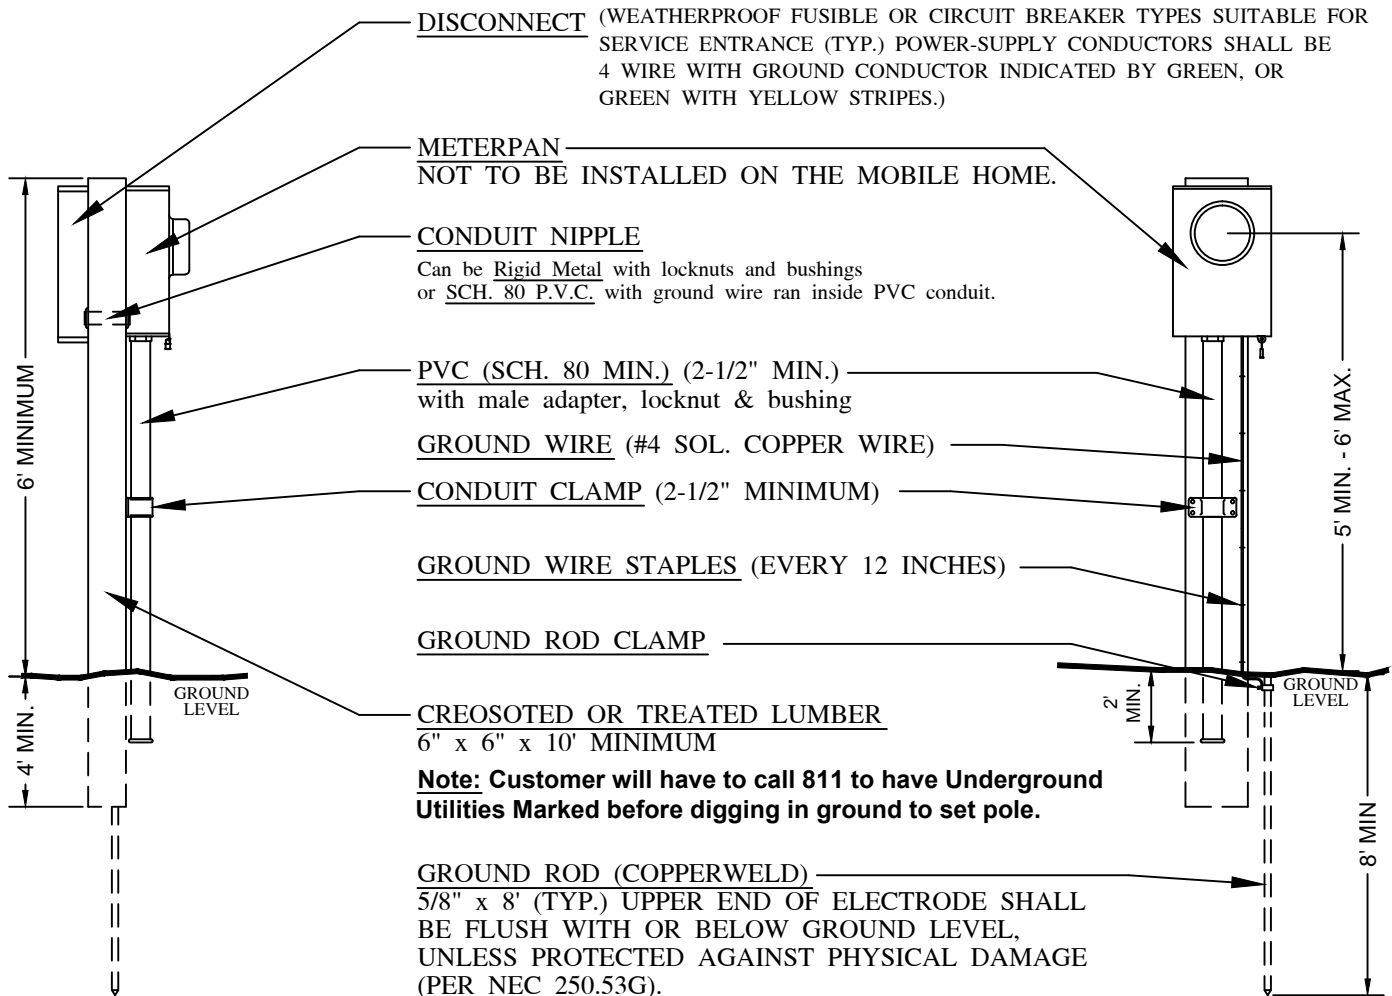 DISCONNECT (WEATHERPROOF FUSIBLE OR CIRCUIT BREAKER TYPES SUITABLE FOR
SERVICE ENTRANCE (TYP.) POWER-SUPPLY CONDUCTORS SHALL BE
4 WIRE WITH GROUND CONDUCTOR INDICATED BY GREEN, OR
GREEN WITH YELLOW STRIPES.)
METERPAN
NOT TO BE INSTALLED ON THE MOBILE HOME.
CONDUIT NIPPLE
Can be Rigid Metal with locknuts and bushings
or SCH. 80 P.V.C. with ground wire ran inside PVC conduit.
PVC (SCH. 80 MIN.) (2-1/2" MIN.)
with male adapter, locknut & bushing
GROUND WIRE (#4 SOL. COPPER WIRE)
CONDUIT CLAMP (2-1/2" MINIMUM)
GROUND WIRE STAPLES (EVERY 12 INCHES)
GROUND ROD CLAMP
CREOSOTED OR TREATED LUMBER
6" x 6" x 10' MINIMUM
Note: Customer will have to call 811 to have Underground
Utilities Marked before digging in ground to set pole.
GROUND ROD (COPPERWELD)
5/8" x 8' (TYP.) UPPER END OF ELECTRODE SHALL
BE FLUSH WITH OR BELOW GROUND LEVEL,
UNLESS PROTECTED AGAINST PHYSICAL DAMAGE
(PER NEC 250.53G).
6' MINIMUM
4' MIN.
GROUND
LEVEL
5' MIN. - 6' MAX.
2'
MIN.
GROUND
LEVEL
8' MIN